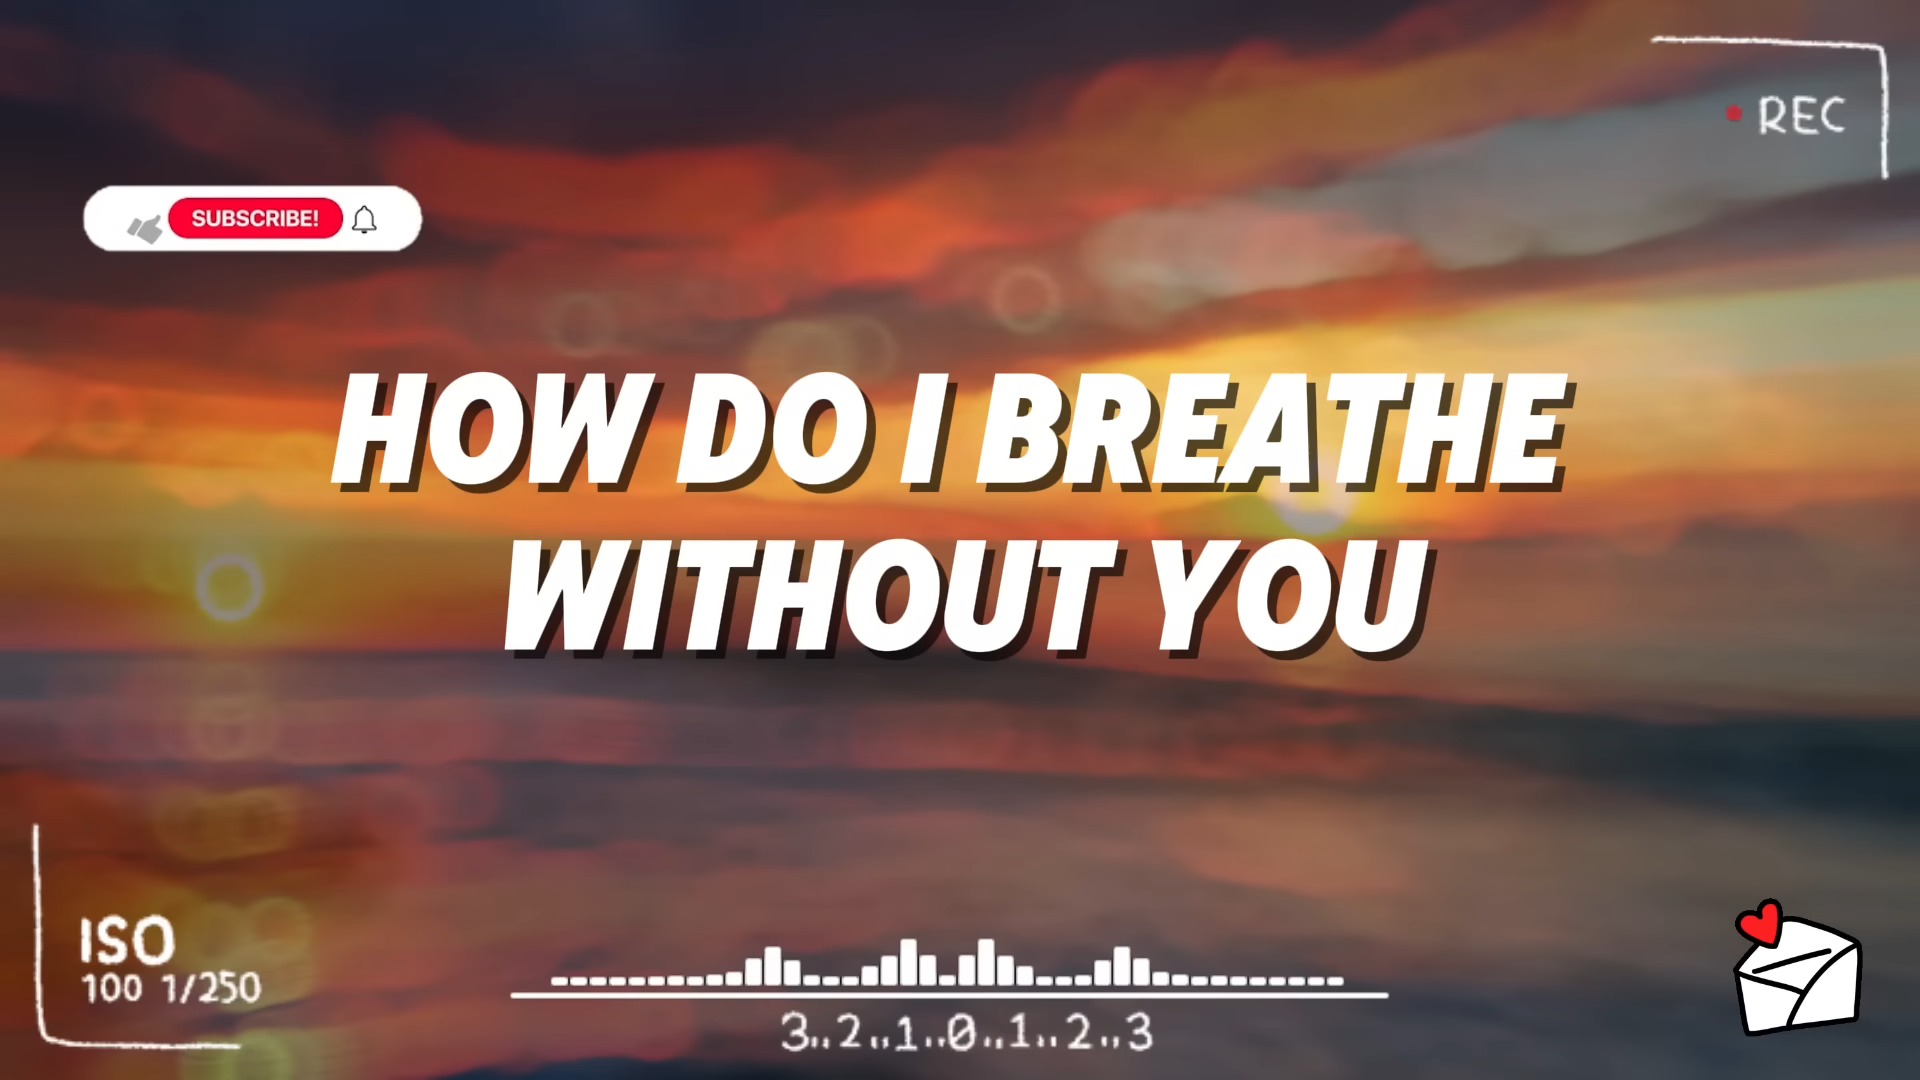 REC
SUBSCRIBE!
HOW DO I BREATHE
WITHOUT YOU
ISO
100 1/250
3..2..1..0..1..2..3